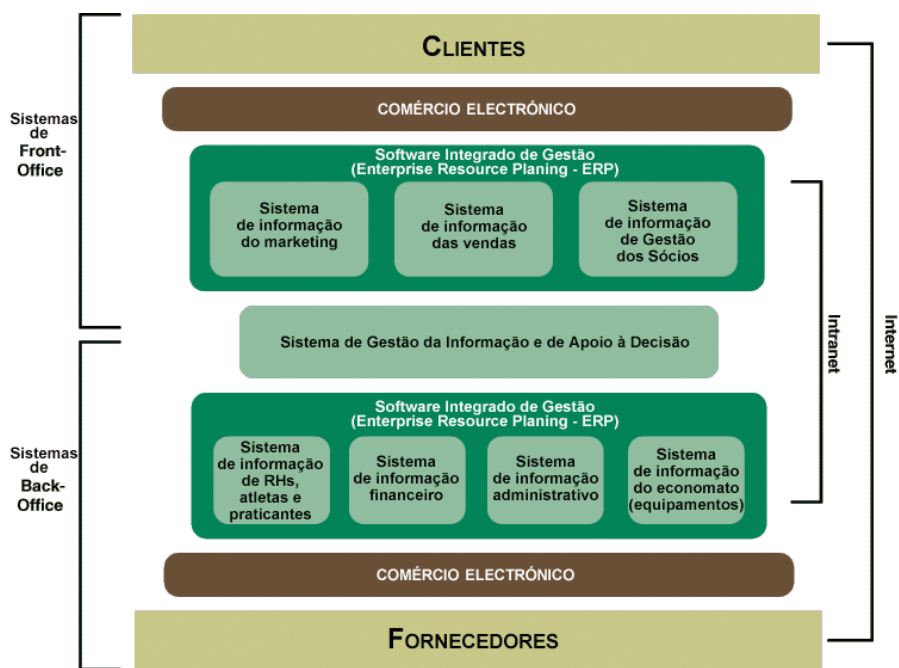 CLIENTES
COMÉRCIO ELECTRÓNICO
Sistemas
de
Front-
Office
Software Integrado de Gestão
(Enterprise Resource Planing - ERP)
Sistema
de informação
do marketing
Sistema
de informação
das vendas
Sistema
de informação
de Gestão
dos Sócios
Sistema de Gestão da Informação e de Apoio à Decisão
Intranet
Internet
Sistemas
de
Back-
Office
Software Integrado de Gestão
(Enterprise Resource Planing - ERP)
Sistema
de informação
de RHs,
atletas e
praticantes
Sistema
de informação
financeiro
Sistema
de informação
administrativo
Sistema
de informação
do economato
(equipamentos)
COMÉRCIO ELECTRÓNICO
FORNECEDORES